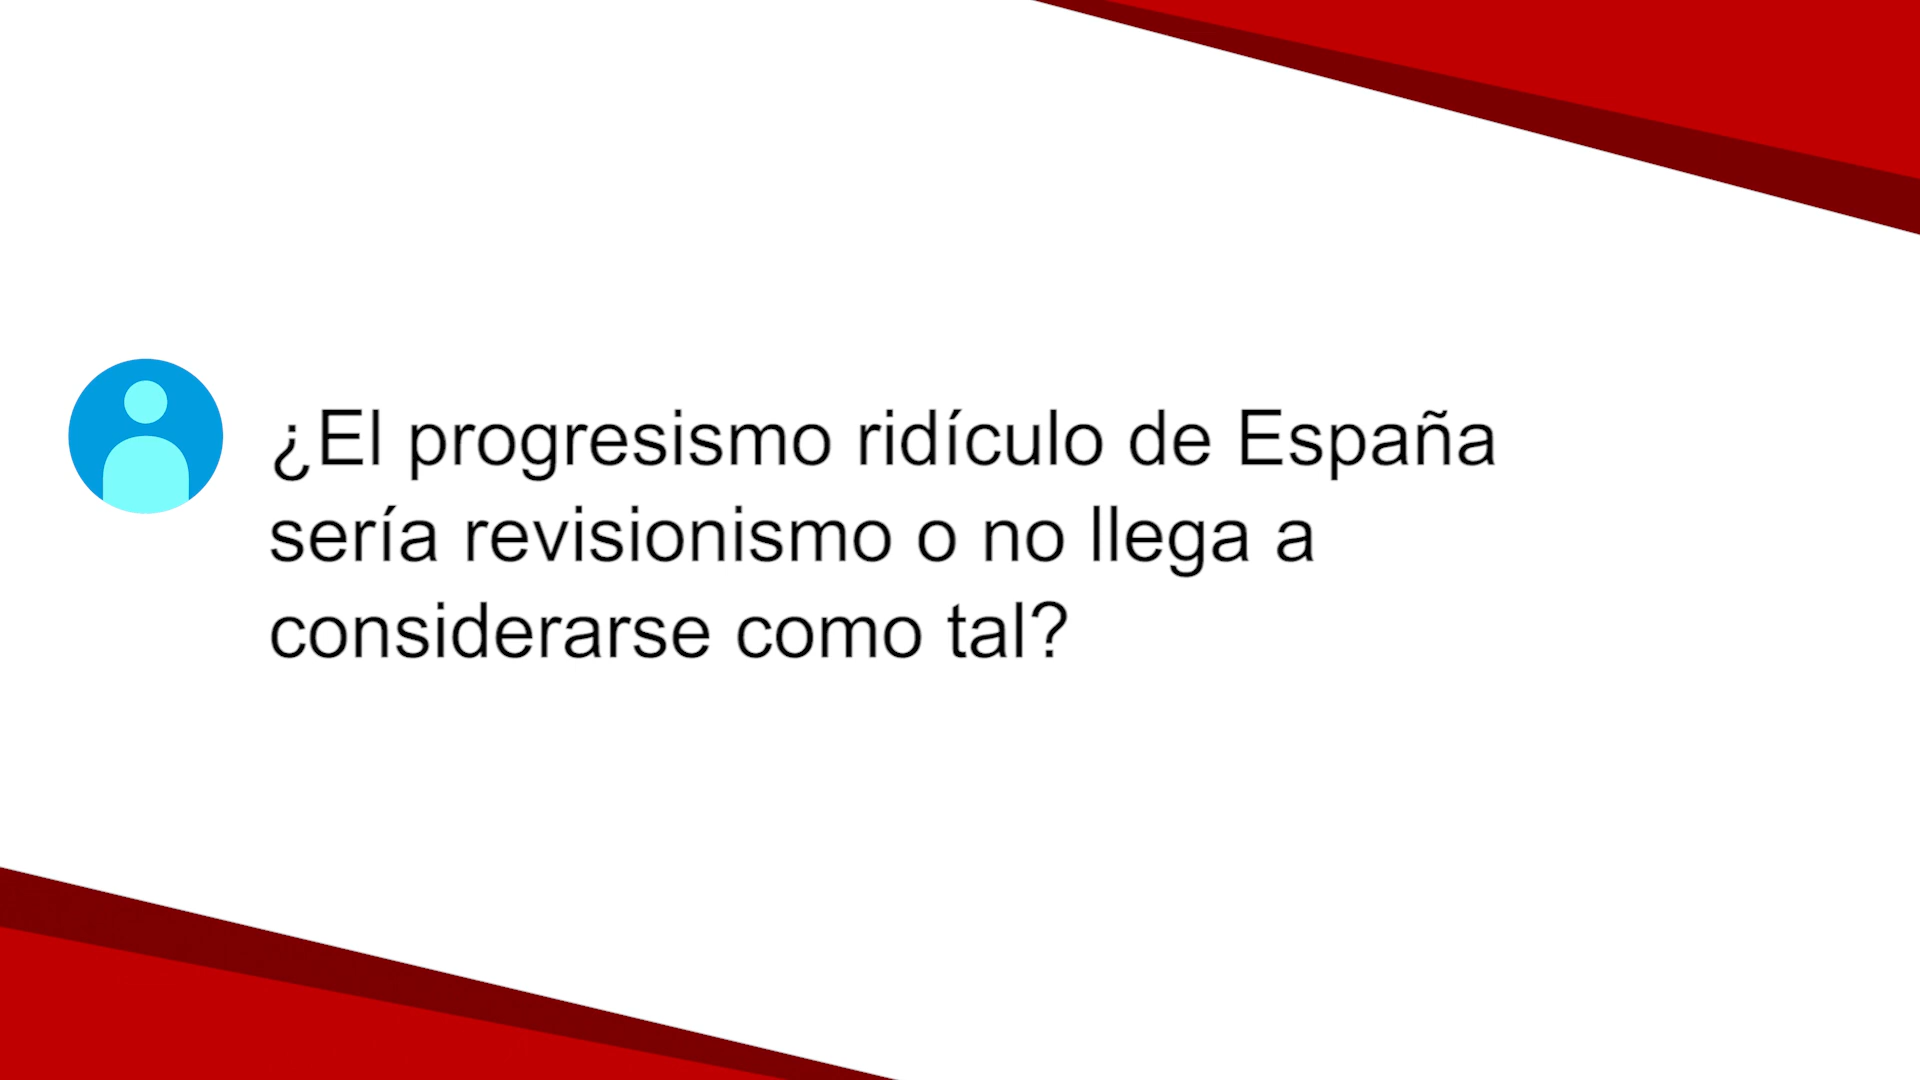 ¿El progresismo ridículo de España
sería revisionismo o no llega a
considerarse como tal?